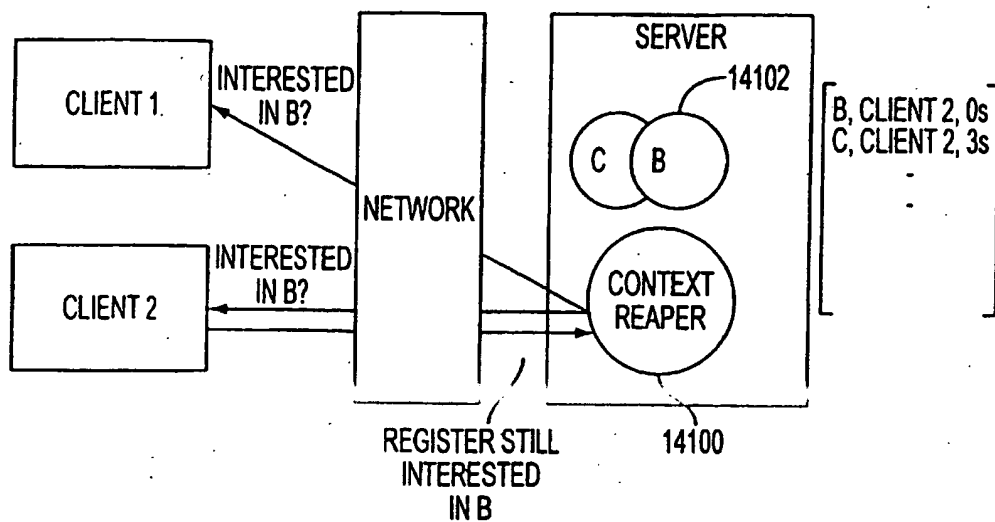 CLIENT 1
INTERESTED
IN B?
NETWORK
SERVER
14102
C
B
B, CLIENT 2, 0s
C, CLIENT 2, 3s
CLIENT 2
INTERESTED
IN B?
CONTEXT
REAPER
REGISTER STILL
INTERESTED
IN B
14100